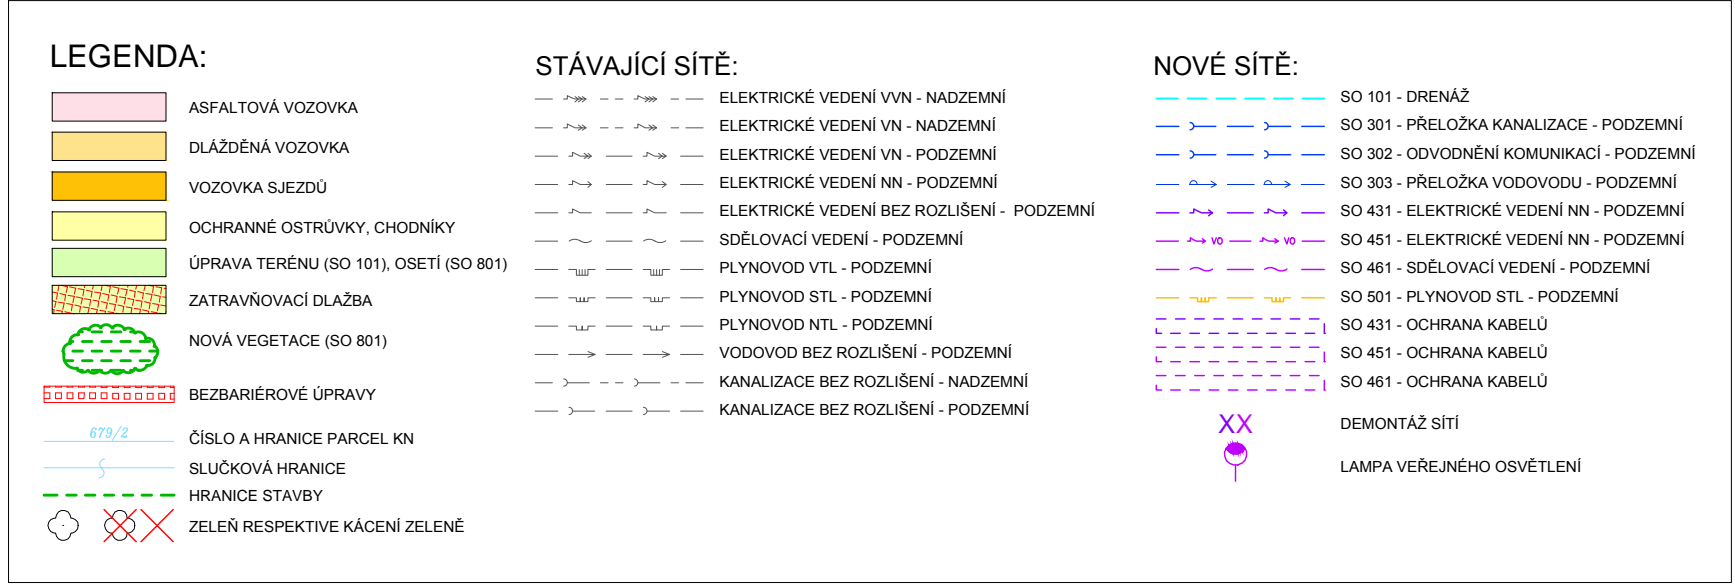 LEGENDA:
ASFALTOVÁ VOZOVKA
DLÁŽDĚNÁ VOZOVKA
VOZOVKA SJEZDŮ
OCHRANNÉ OSTRŮVKY, CHODNÍKY
ÚPRAVA TERÉNU (SO 101), OSETÍ (SO 801)
ZATRAVŇOVACÍ DLAŽBA
NOVÁ VEGETACE (SO 801)
BEZBARIÉROVÉ ÚPRAVY
679/2
ČÍSLO A HRANICE PARCEL KN
SLUČKOVÁ HRANICE
HRANICE STAVBY
ZELEŇ RESPEKTIVE KÁCENÍ ZELENĚ
STÁVAJÍCÍ SÍTĚ:
ELEKTRICKÉ VEDENÍ VVN - NADZEMNÍ
ELEKTRICKÉ VEDENÍ VN - NADZEMNÍ
ELEKTRICKÉ VEDENÍ VN - PODZEMNÍ
ELEKTRICKÉ VEDENÍ NN - PODZEMNÍ
ELEKTRICKÉ VEDENÍ BEZ ROZLIŠENÍ - PODZEMNÍ
SDĚLOVACÍ VEDENÍ - PODZEMNÍ
PLYNOVOD VTL - PODZEMNÍ
PLYNOVOD STL - PODZEMNÍ
PLYNOVOD NTL - PODZEMNÍ
VODOVOD BEZ ROZLIŠENÍ - PODZEMNÍ
KANALIZACE BEZ ROZLIŠENÍ - NADZEMNÍ
KANALIZACE BEZ ROZLIŠENÍ - PODZEMNÍ
NOVÉ SÍTĚ:
SO 101 - DRENÁŽ
SO 301 - PŘELOŽKA KANALIZACE - PODZEMNÍ
SO 302 - ODVODNĚNÍ KOMUNIKACÍ - PODZEMNÍ
SO 303 - PŘELOŽKA VODOVODU - PODZEMNÍ
SO 431 - ELEKTRICKÉ VEDENÍ NN - PODZEMNÍ
VO VO SO 451 - ELEKTRICKÉ VEDENÍ NN - PODZEMNÍ
SO 461 - SDĚLOVACÍ VEDENÍ - PODZEMNÍ
SO 501 - PLYNOVOD STL - PODZEMNÍ
SO 431 - OCHRANA KABELŮ
SO 451 - OCHRANA KABELŮ
SO 461 - OCHRANA KABELŮ
XX DEMONTÁŽ SÍTÍ
LAMPA VEŘEJNÉHO OSVĚTLENÍ